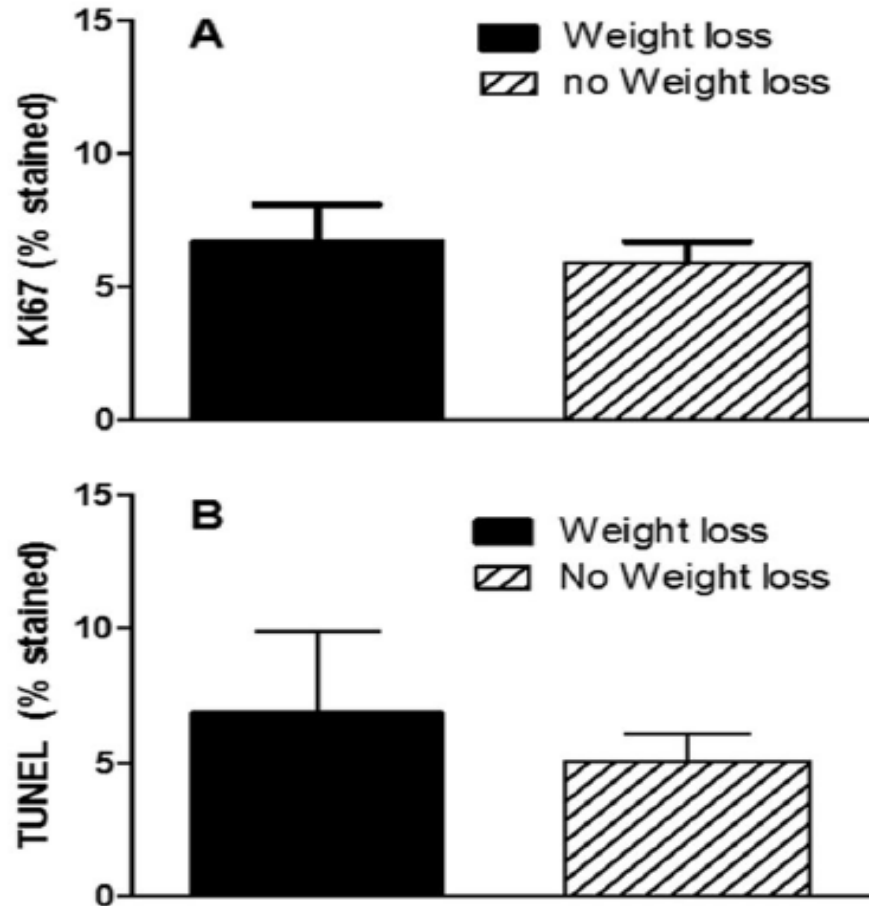 A
Weight loss
no Weight loss
15
10
5
0
Ki67 (% stained)
B
Weight loss
No Weight loss
15
10
5
0
TUNEL (% stained)